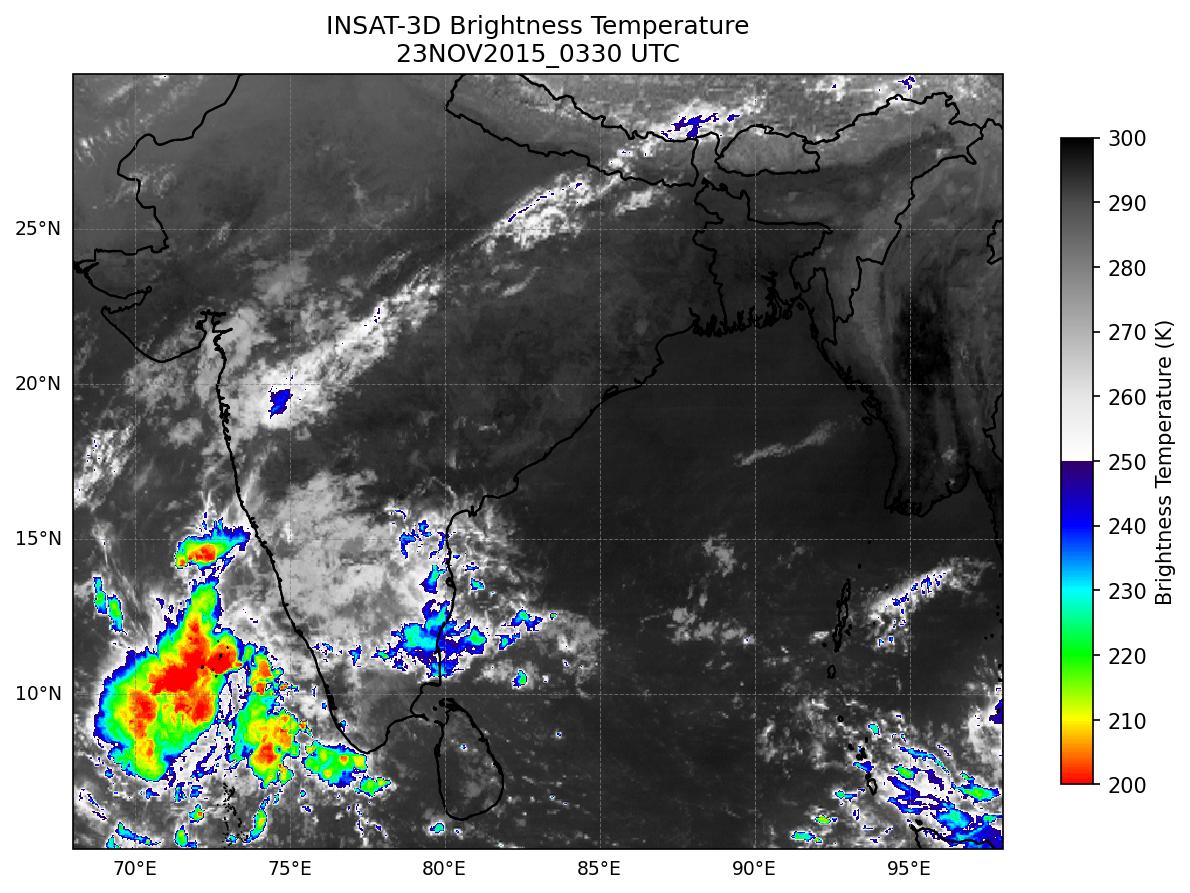 INSAT-3D Brightness Temperature
23NOV2015_0330 UTC
25°N
20°N
15°N
10°N
70°E
75°E
80°E
85°E
90°E
95°E
300
290
280
270
260
250
240
230
220
210
200
Brightness Temperature (K)